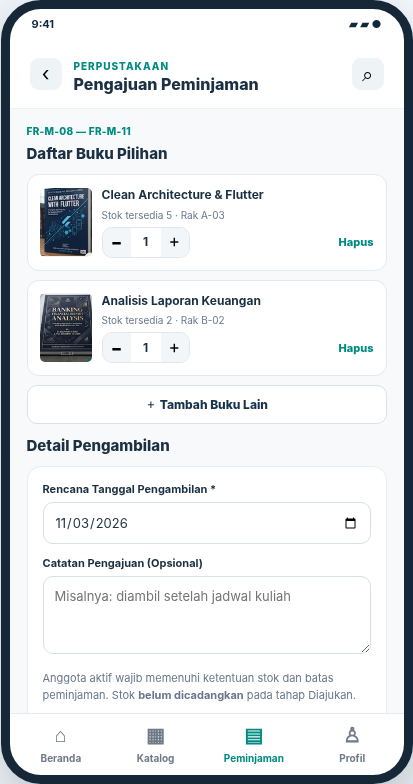 9:41
PERPUSTAKAAN
Pengajuan Peminjaman
FR-M-08 — FR-M-11
Daftar Buku Pilihan
CLEAN ARCHITECTURE
WITH FLUTTER
Clean Architecture & Flutter
Stok tersedia 5 · Rak A-03
− 1 +
Hapus
BANKING
ANALYSIS
Analisis Laporan Keuangan
Stok tersedia 2 · Rak B-02
− 1 +
Hapus
+ Tambah Buku Lain
Detail Pengambilan
Rencana Tanggal Pengambilan *
11/03/2026
Catatan Pengajuan (Opsional)
Misalnya: diambil setelah jadwal kuliah
Anggota aktif wajib memenuhi ketentuan stok dan batas
peminjaman. Stok belum dicadangkan pada tahap Diajukan.
Beranda
Katalog
Peminjaman
Profil